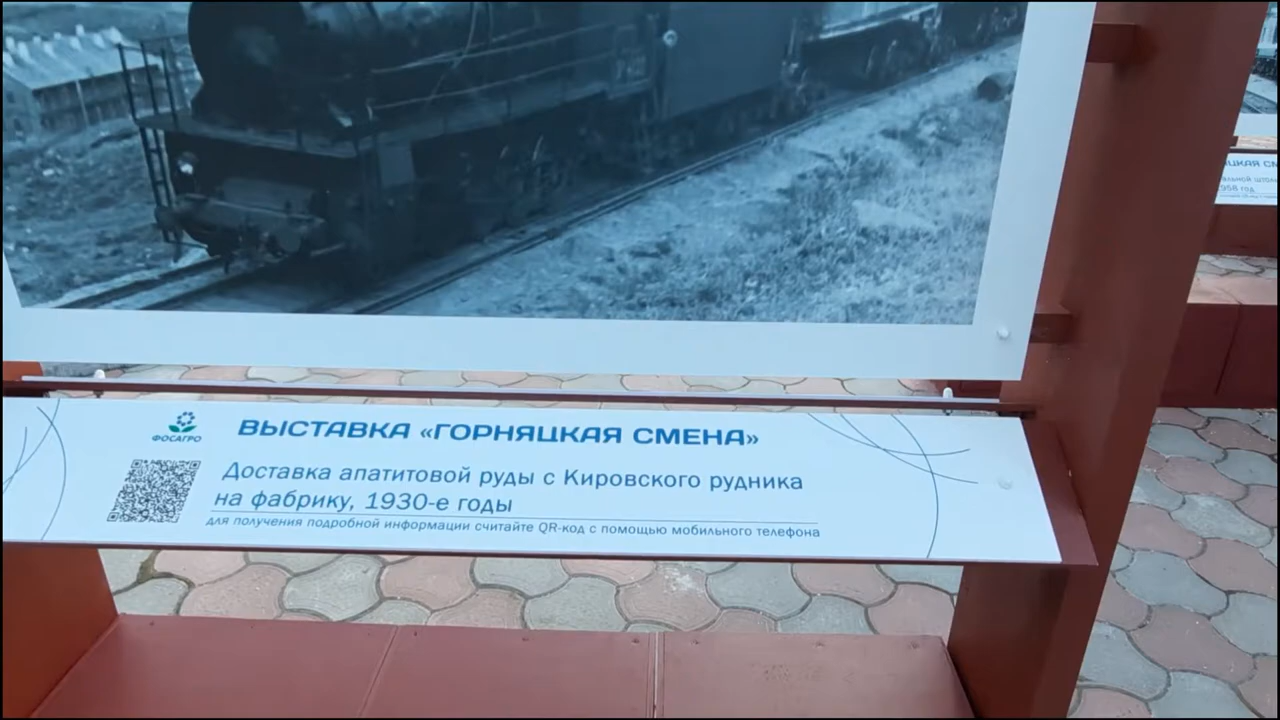 ФОСАГРО
ВЫСТАВКА «ГОРНЯЦКАЯ СМЕНА»
Доставка апатитовой руды с Кировского рудника
на фабрику, 1930-е годы
для получения подробной информации считайте QR-код с помощью мобильного телефона